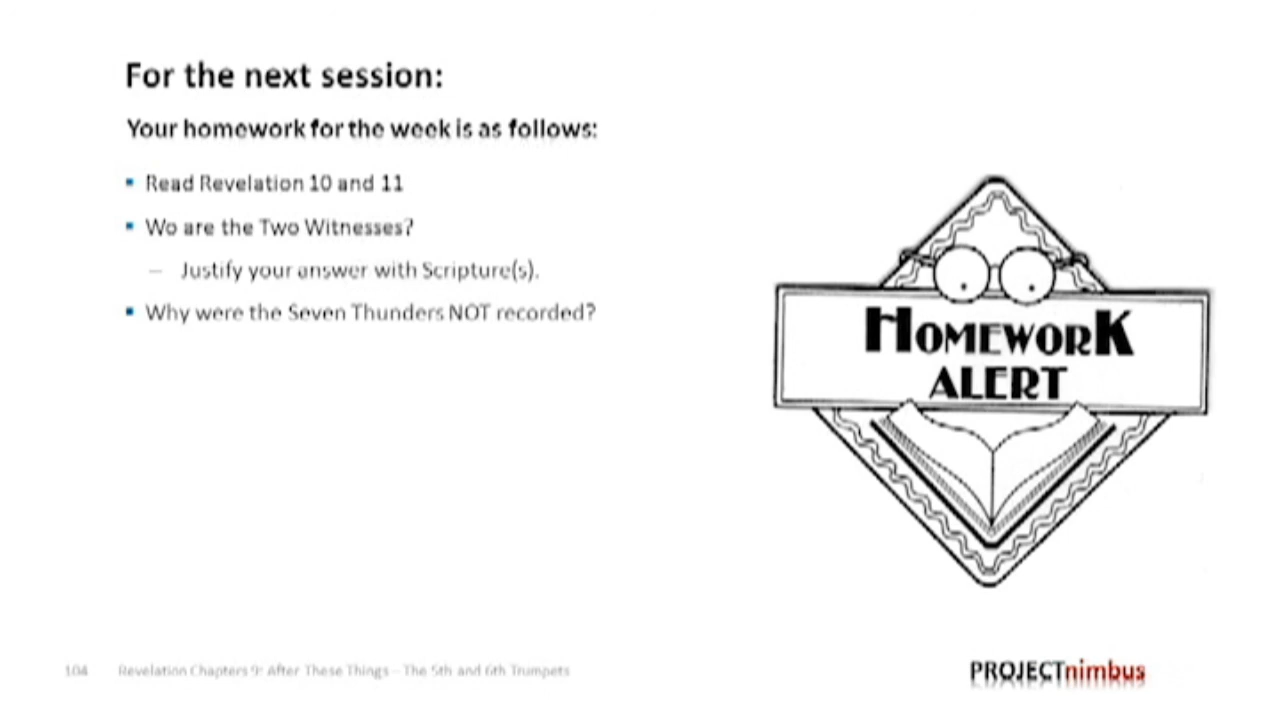 For the next session:
Your homework for the week is as follows:
▪ Read Revelation 10 and 11
▪ Wo are the Two Witnesses?
– Justify your answer with Scripture(s).
▪ Why were the Seven Thunders NOT recorded?
HOMEWORK
ALERT
104 Revelation Chapters 9: After These Things – The 5th and 6th Trumpets
PROJECTnimbus